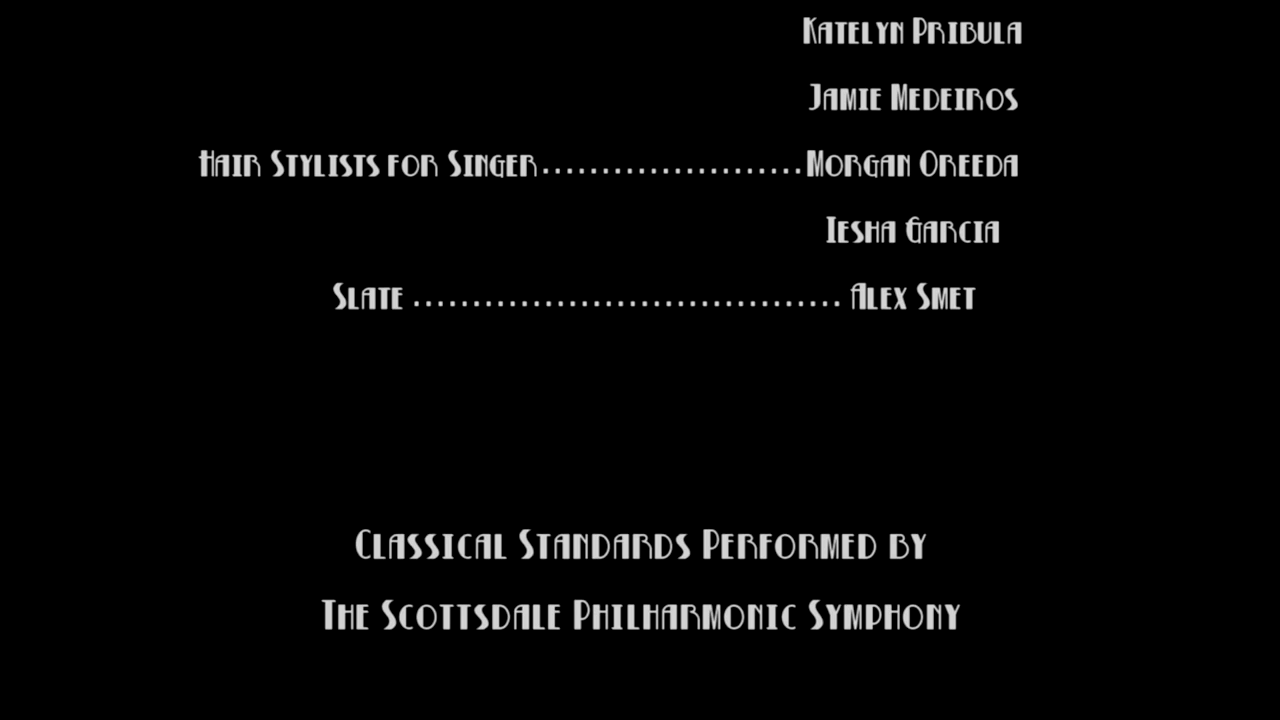 Katelyn Pribula
Jamie Medeiros
Hair Stylists for Singer......................Morgan Oreeda
Iesha Garcia
Slate .................................... Alex Smet
Classical Standards Performed by
The Scottsdale Philharmonic Symphony